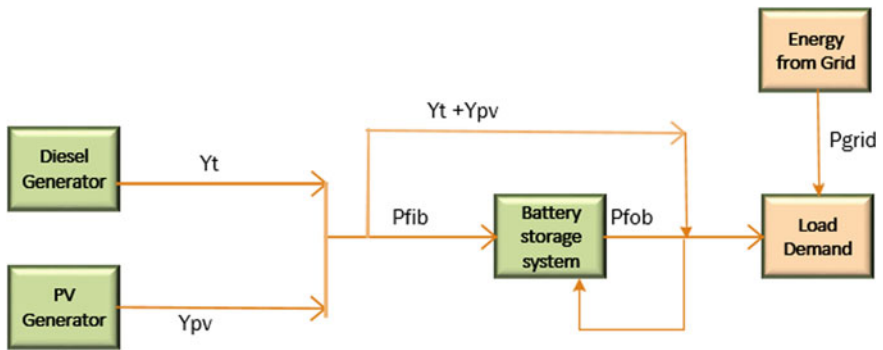 Energy
from Grid
Yt +Ypv
Pgrid
Diesel
Generator
Yt
Pfib
Battery
storage
system
Pfob
Load
Demand
PV
Generator
Ypv